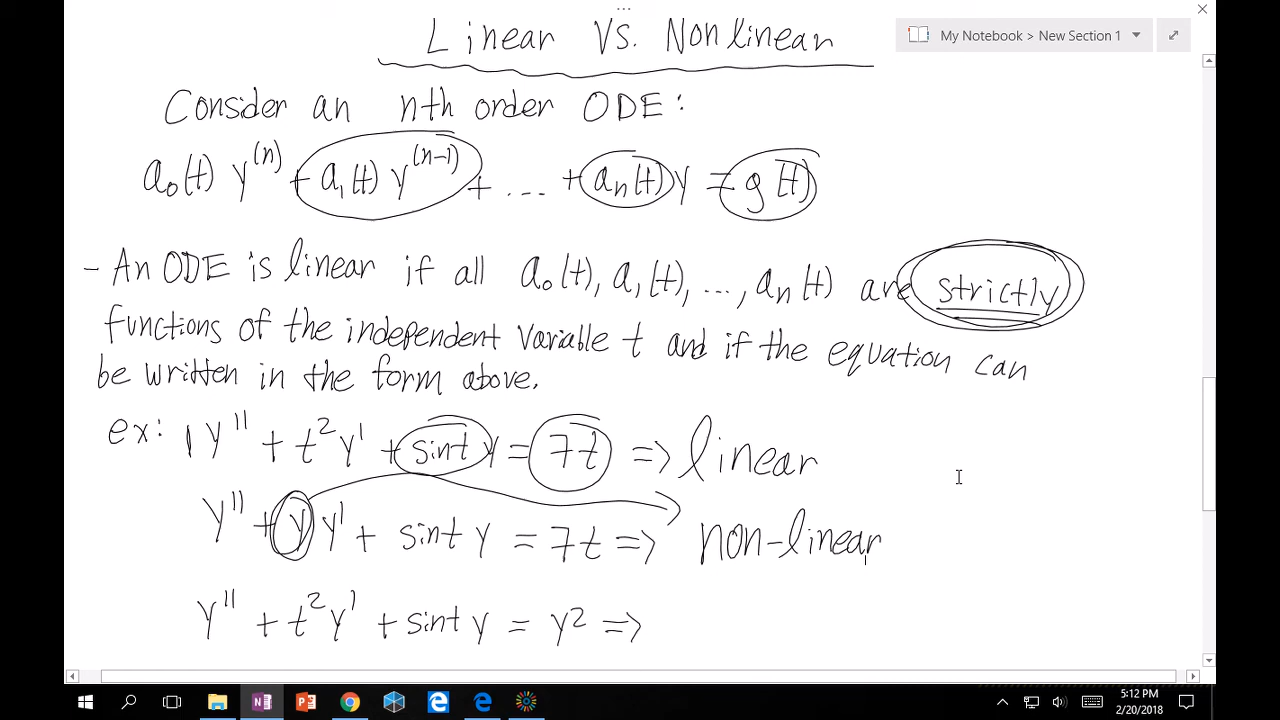 Linear Vs. Nonlinear
My Notebook > New Section 1
Consider an nth order ODE:
a₀(t) y⁽ⁿ⁾ + a₁(t) y⁽ⁿ⁻¹⁾ + ... + aₙ(t) y = g(t)
- An ODE is linear if all a₀(t), a₁(t), ..., aₙ(t) are strictly
functions of the independent variable t and if the equation can
be written in the form above.
ex: 1 y'' + t² y' + sint y = 7t => linear
y'' + y y' + sint y = 7t => non-linear
y'' + t² y' + sint y = y² =>
5:12 PM
2/20/2018